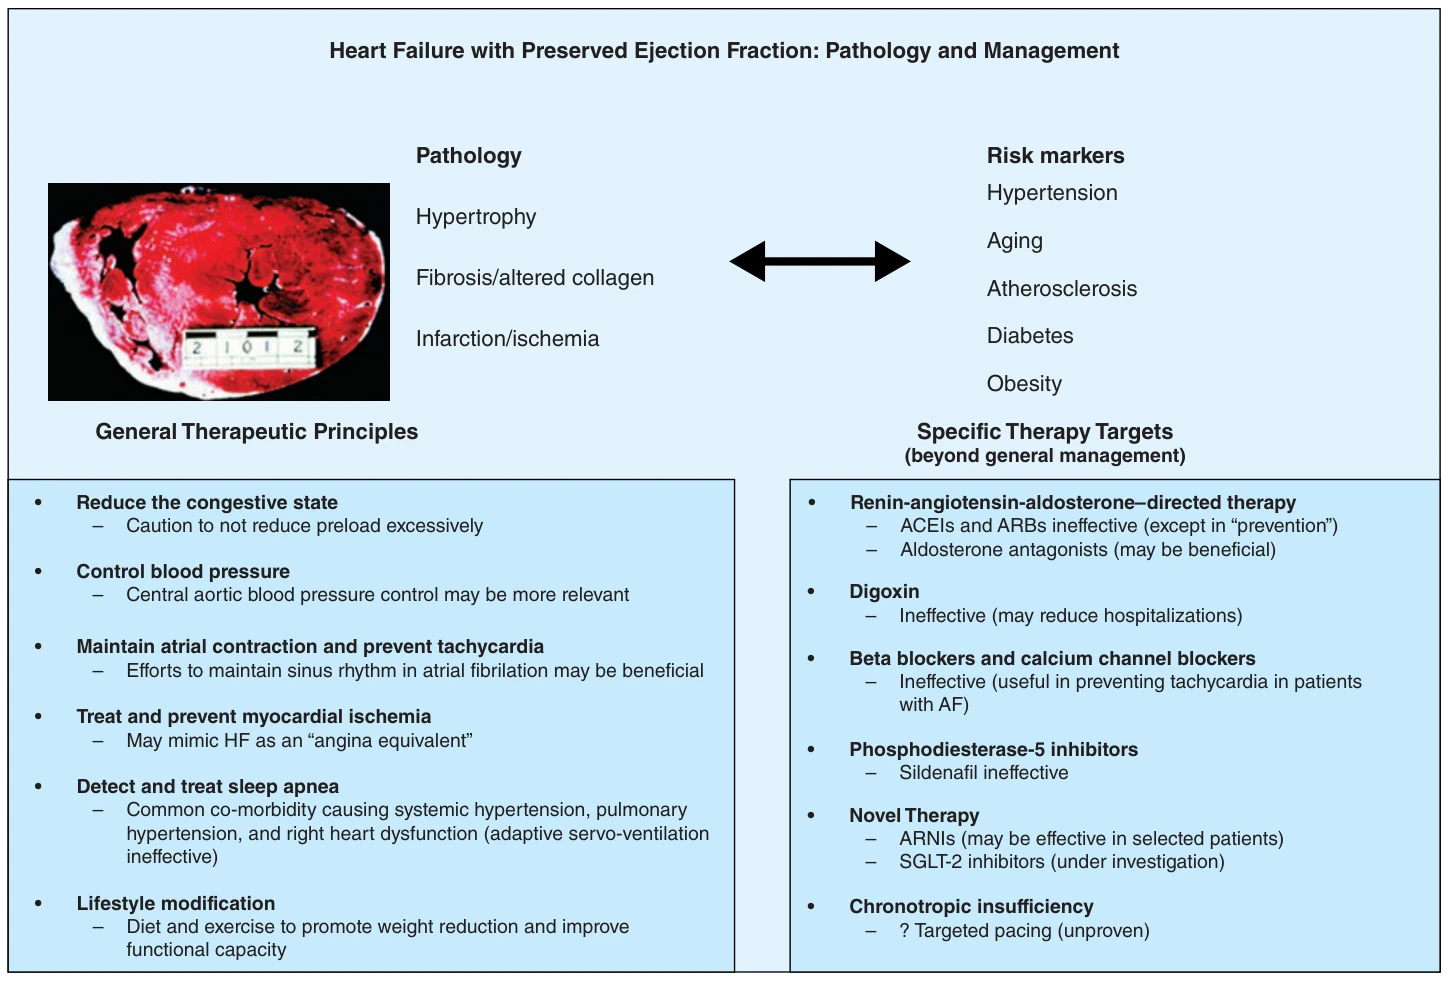 Heart Failure with Preserved Ejection Fraction: Pathology and Management
Pathology
Hypertrophy
Fibrosis/altered collagen
Infarction/ischemia
Risk markers
Hypertension
Aging
Atherosclerosis
Diabetes
Obesity
2 1 0 1 2
General Therapeutic Principles
• Reduce the congestive state
– Caution to not reduce preload excessively
• Control blood pressure
– Central aortic blood pressure control may be more relevant
• Maintain atrial contraction and prevent tachycardia
– Efforts to maintain sinus rhythm in atrial fibrilation may be beneficial
• Treat and prevent myocardial ischemia
– May mimic HF as an “angina equivalent”
• Detect and treat sleep apnea
– Common co-morbidity causing systemic hypertension, pulmonary
hypertension, and right heart dysfunction (adaptive servo-ventilation
ineffective)
• Lifestyle modification
– Diet and exercise to promote weight reduction and improve
functional capacity
Specific Therapy Targets
(beyond general management)
• Renin-angiotensin-aldosterone–directed therapy
– ACEIs and ARBs ineffective (except in “prevention”)
– Aldosterone antagonists (may be beneficial)
• Digoxin
– Ineffective (may reduce hospitalizations)
• Beta blockers and calcium channel blockers
– Ineffective (useful in preventing tachycardia in patients
with AF)
• Phosphodiesterase-5 inhibitors
– Sildenafil ineffective
• Novel Therapy
– ARNIs (may be effective in selected patients)
– SGLT-2 inhibitors (under investigation)
• Chronotropic insufficiency
– ? Targeted pacing (unproven)